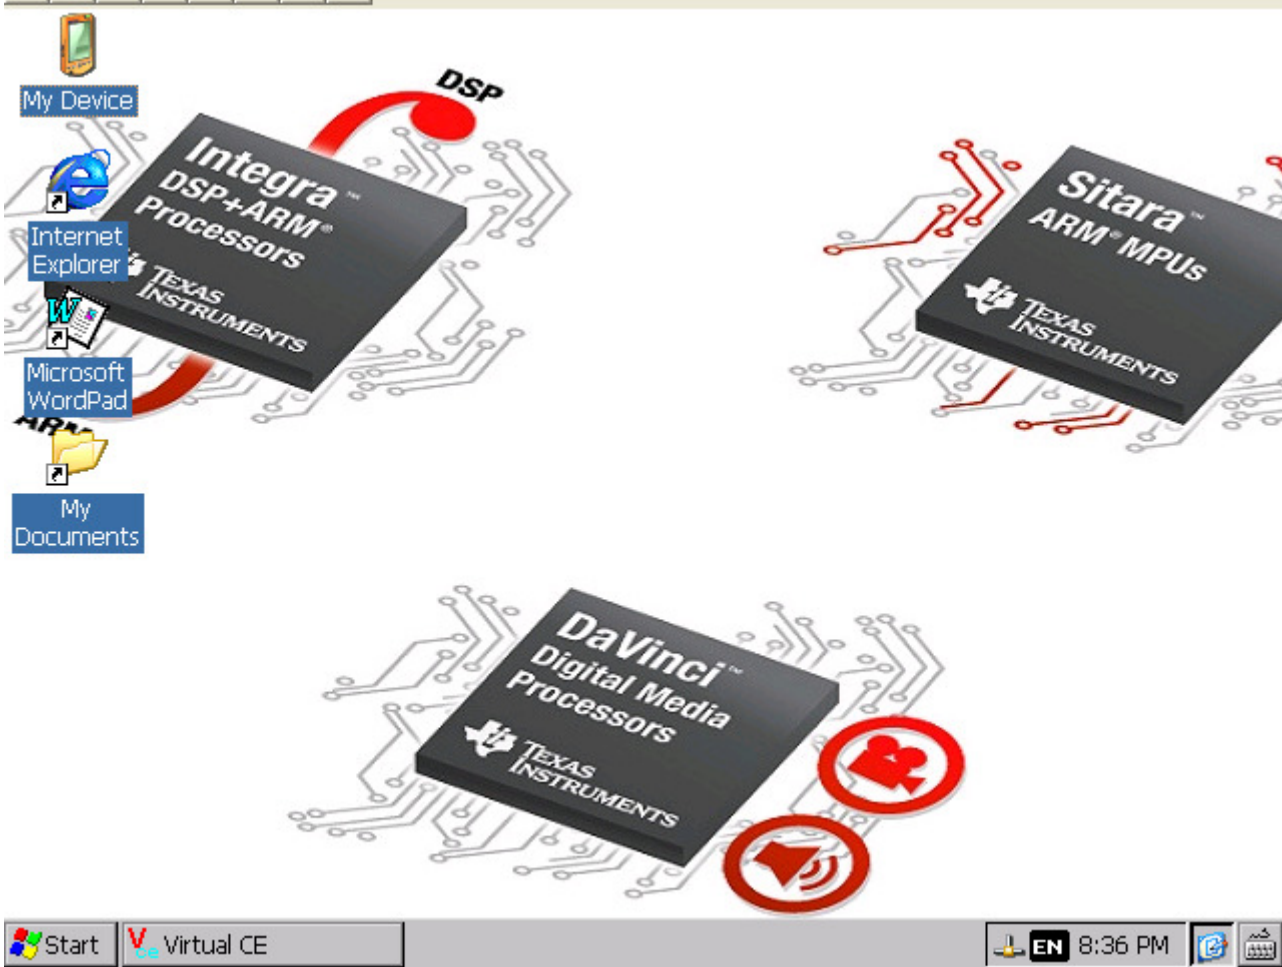 My Device
DSP
Integra™
DSP+ARM®
Processors
TEXAS
INSTRUMENTS
Sitara™
ARM® MPUs
TEXAS
INSTRUMENTS
Internet
Explorer
Microsoft
WordPad
ARM
My
Documents
DaVinci™
Digital Media
Processors
TEXAS
INSTRUMENTS
Start
Virtual CE
EN
8:36 PM